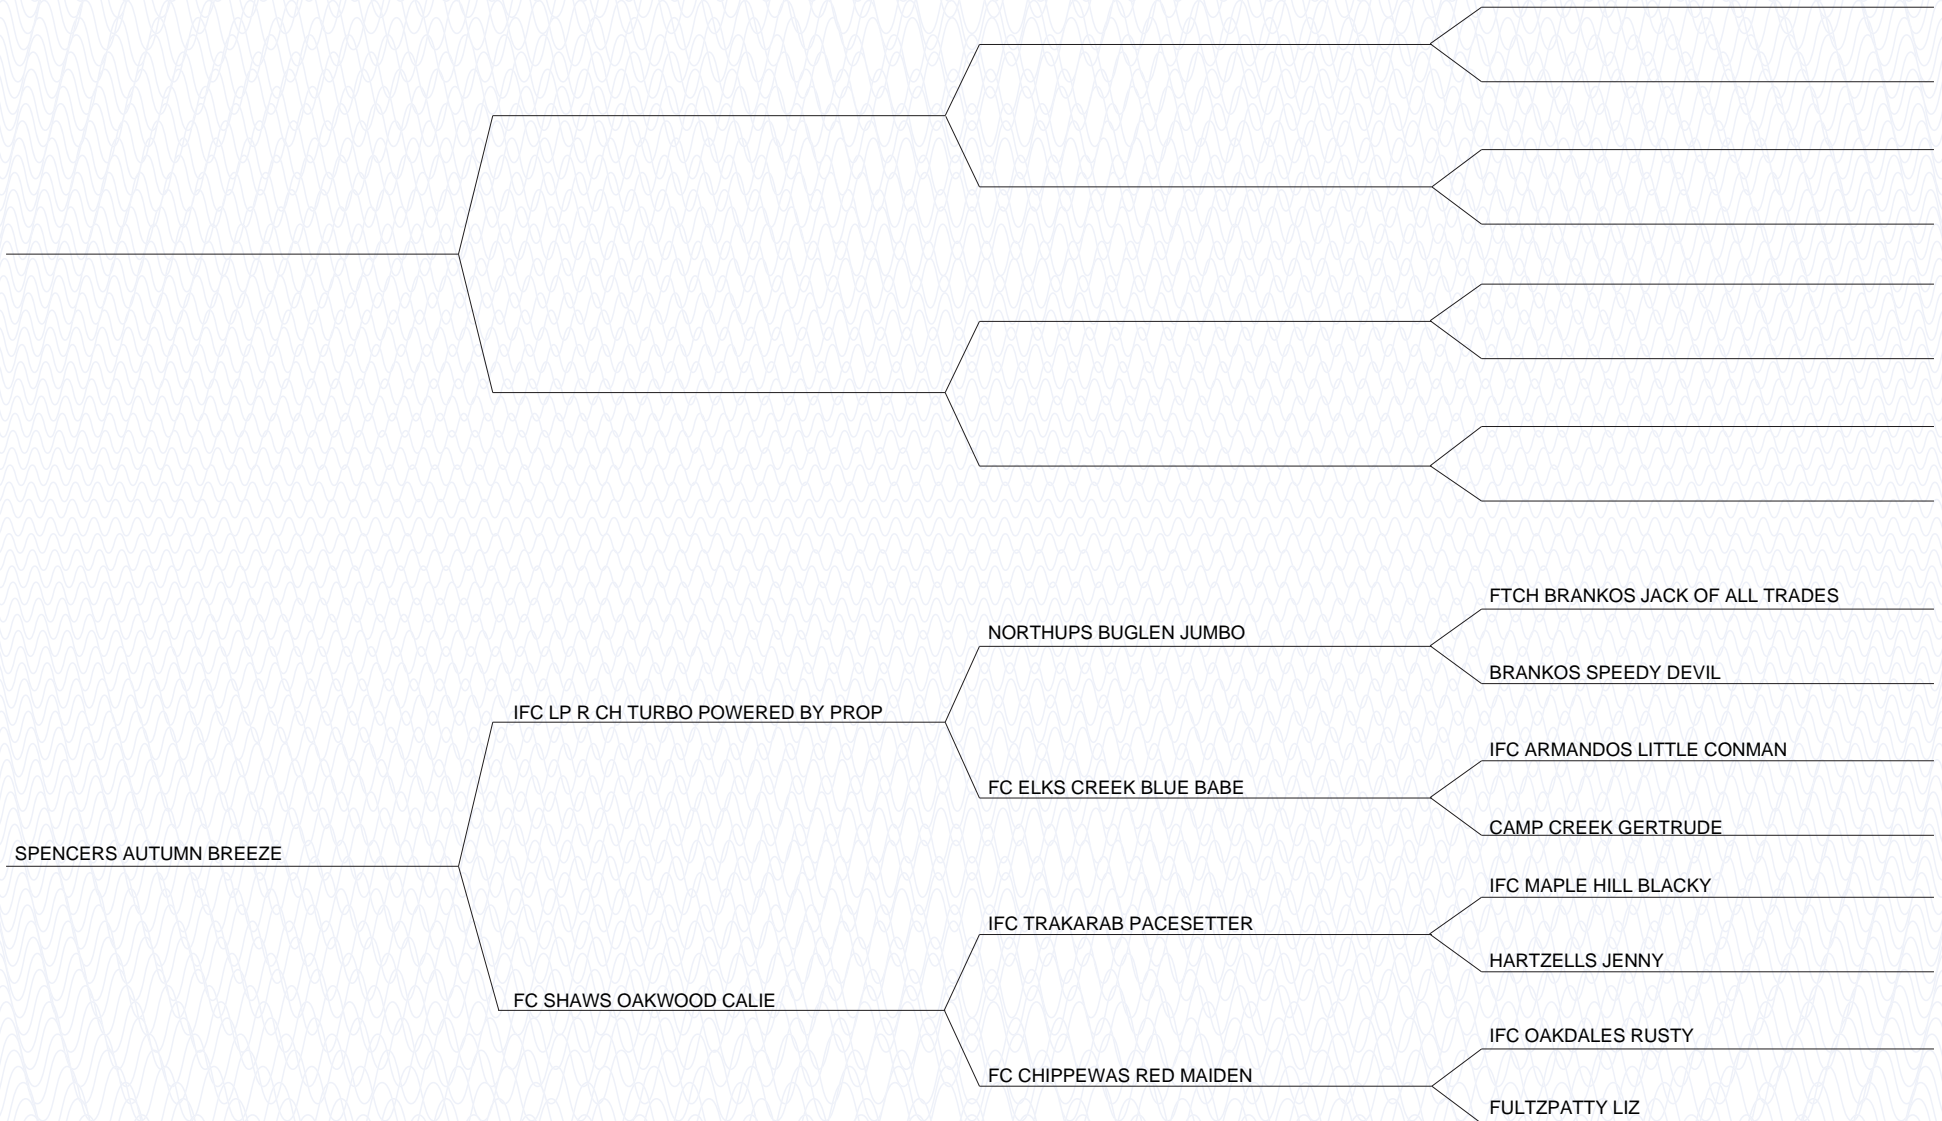 FTCH BRANKOS JACK OF ALL TRADES
NORTHUPS BUGLEN JUMBO
BRANKOS SPEEDY DEVIL
IFC LP R CH TURBO POWERED BY PROP
IFC ARMANDOS LITTLE CONMAN
FC ELKS CREEK BLUE BABE
CAMP CREEK GERTRUDE
SPENCERS AUTUMN BREEZE
IFC MAPLE HILL BLACKY
IFC TRAKARAB PACESETTER
HARTZELLS JENNY
FC SHAWS OAKWOOD CALIE
IFC OAKDALES RUSTY
FC CHIPPEWAS RED MAIDEN
FULTZPATTY LIZ